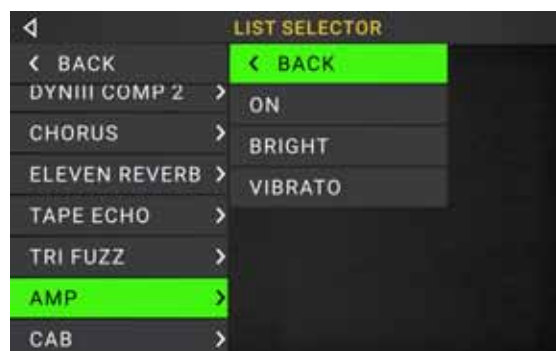 LIST SELECTOR
< BACK
DYNIII COMP 2 >
CHORUS >
ELEVEN REVERB >
TAPE ECHO >
TRI FUZZ >
AMP >
CAB >
< BACK
ON
BRIGHT
VIBRATO